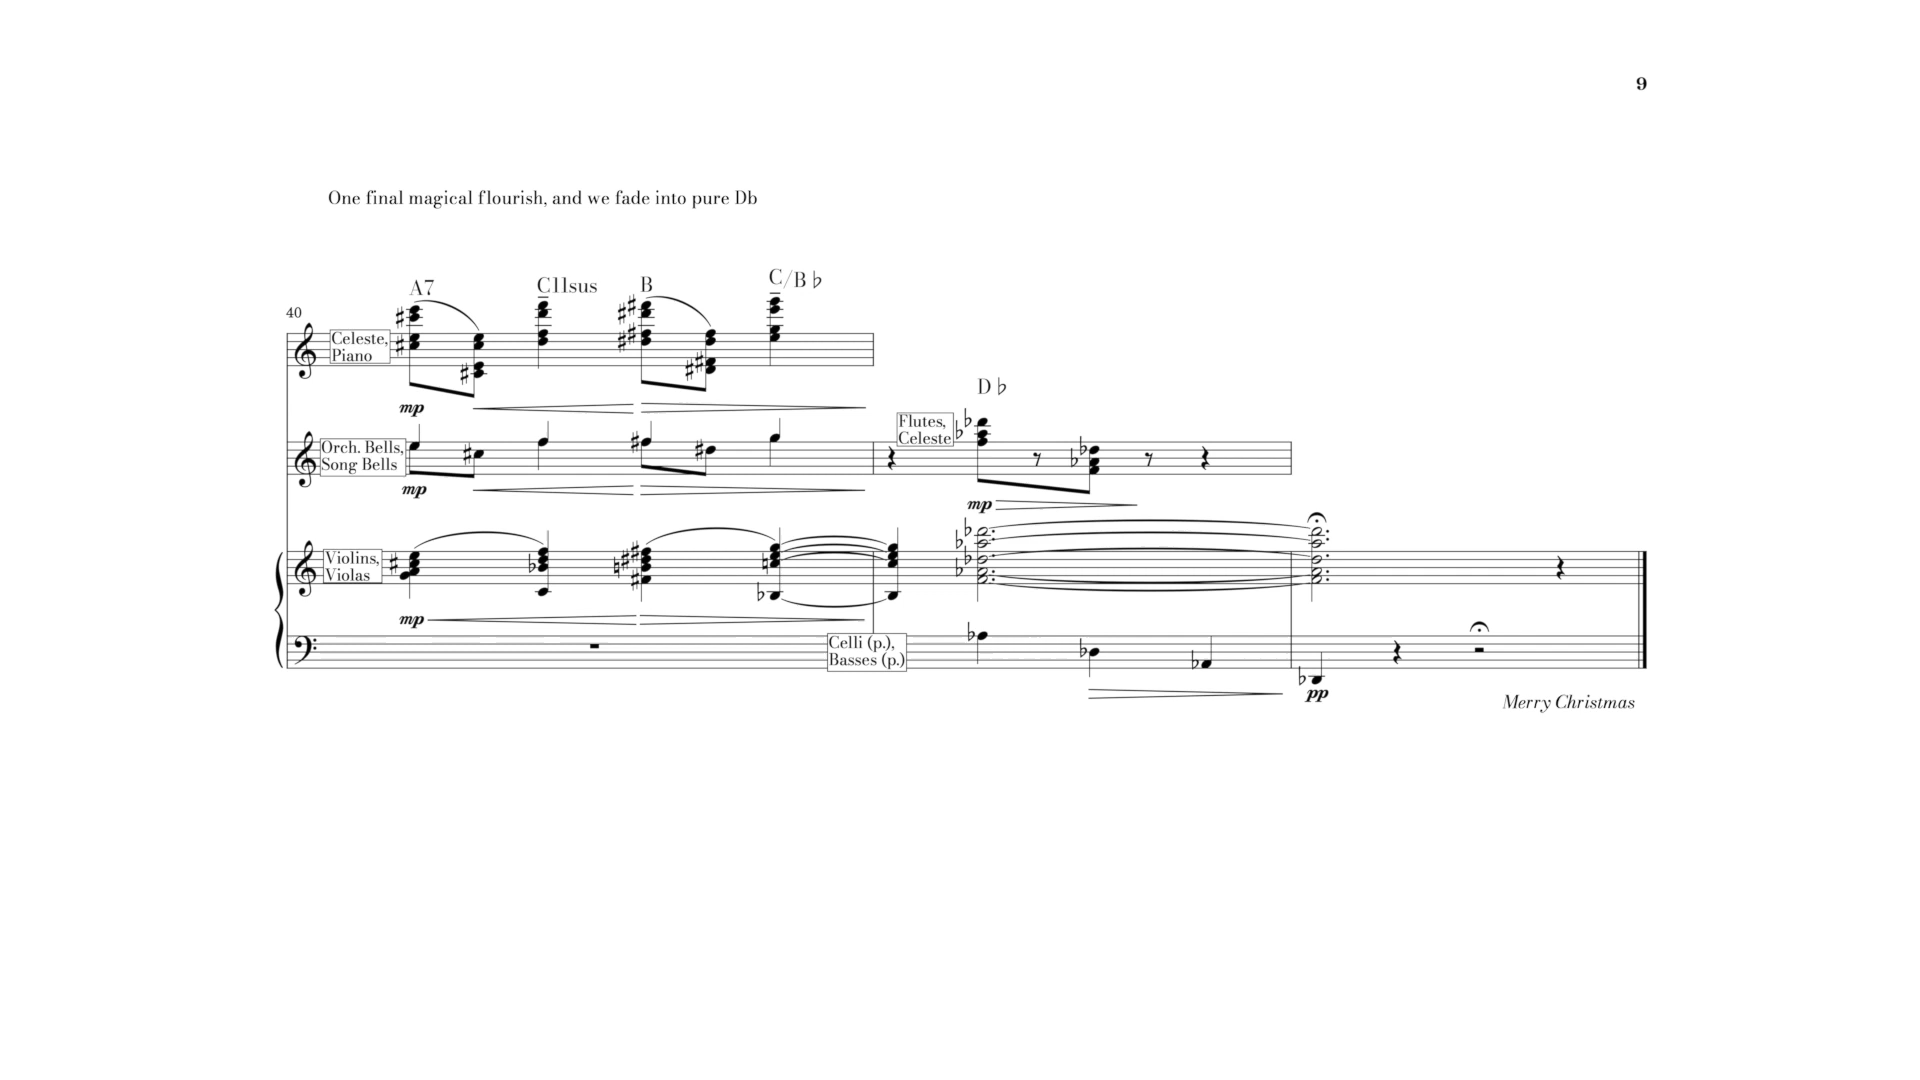 9
One final magical flourish, and we fade into pure Db
A7 C11sus B C/B♭
40
Celeste,
Piano
mp
D♭
Orch. Bells,
Song Bells
Flutes,
Celeste
mp
mp
Violins,
Violas
mp
Celli (p.),
Basses (p.)
pp
Merry Christmas